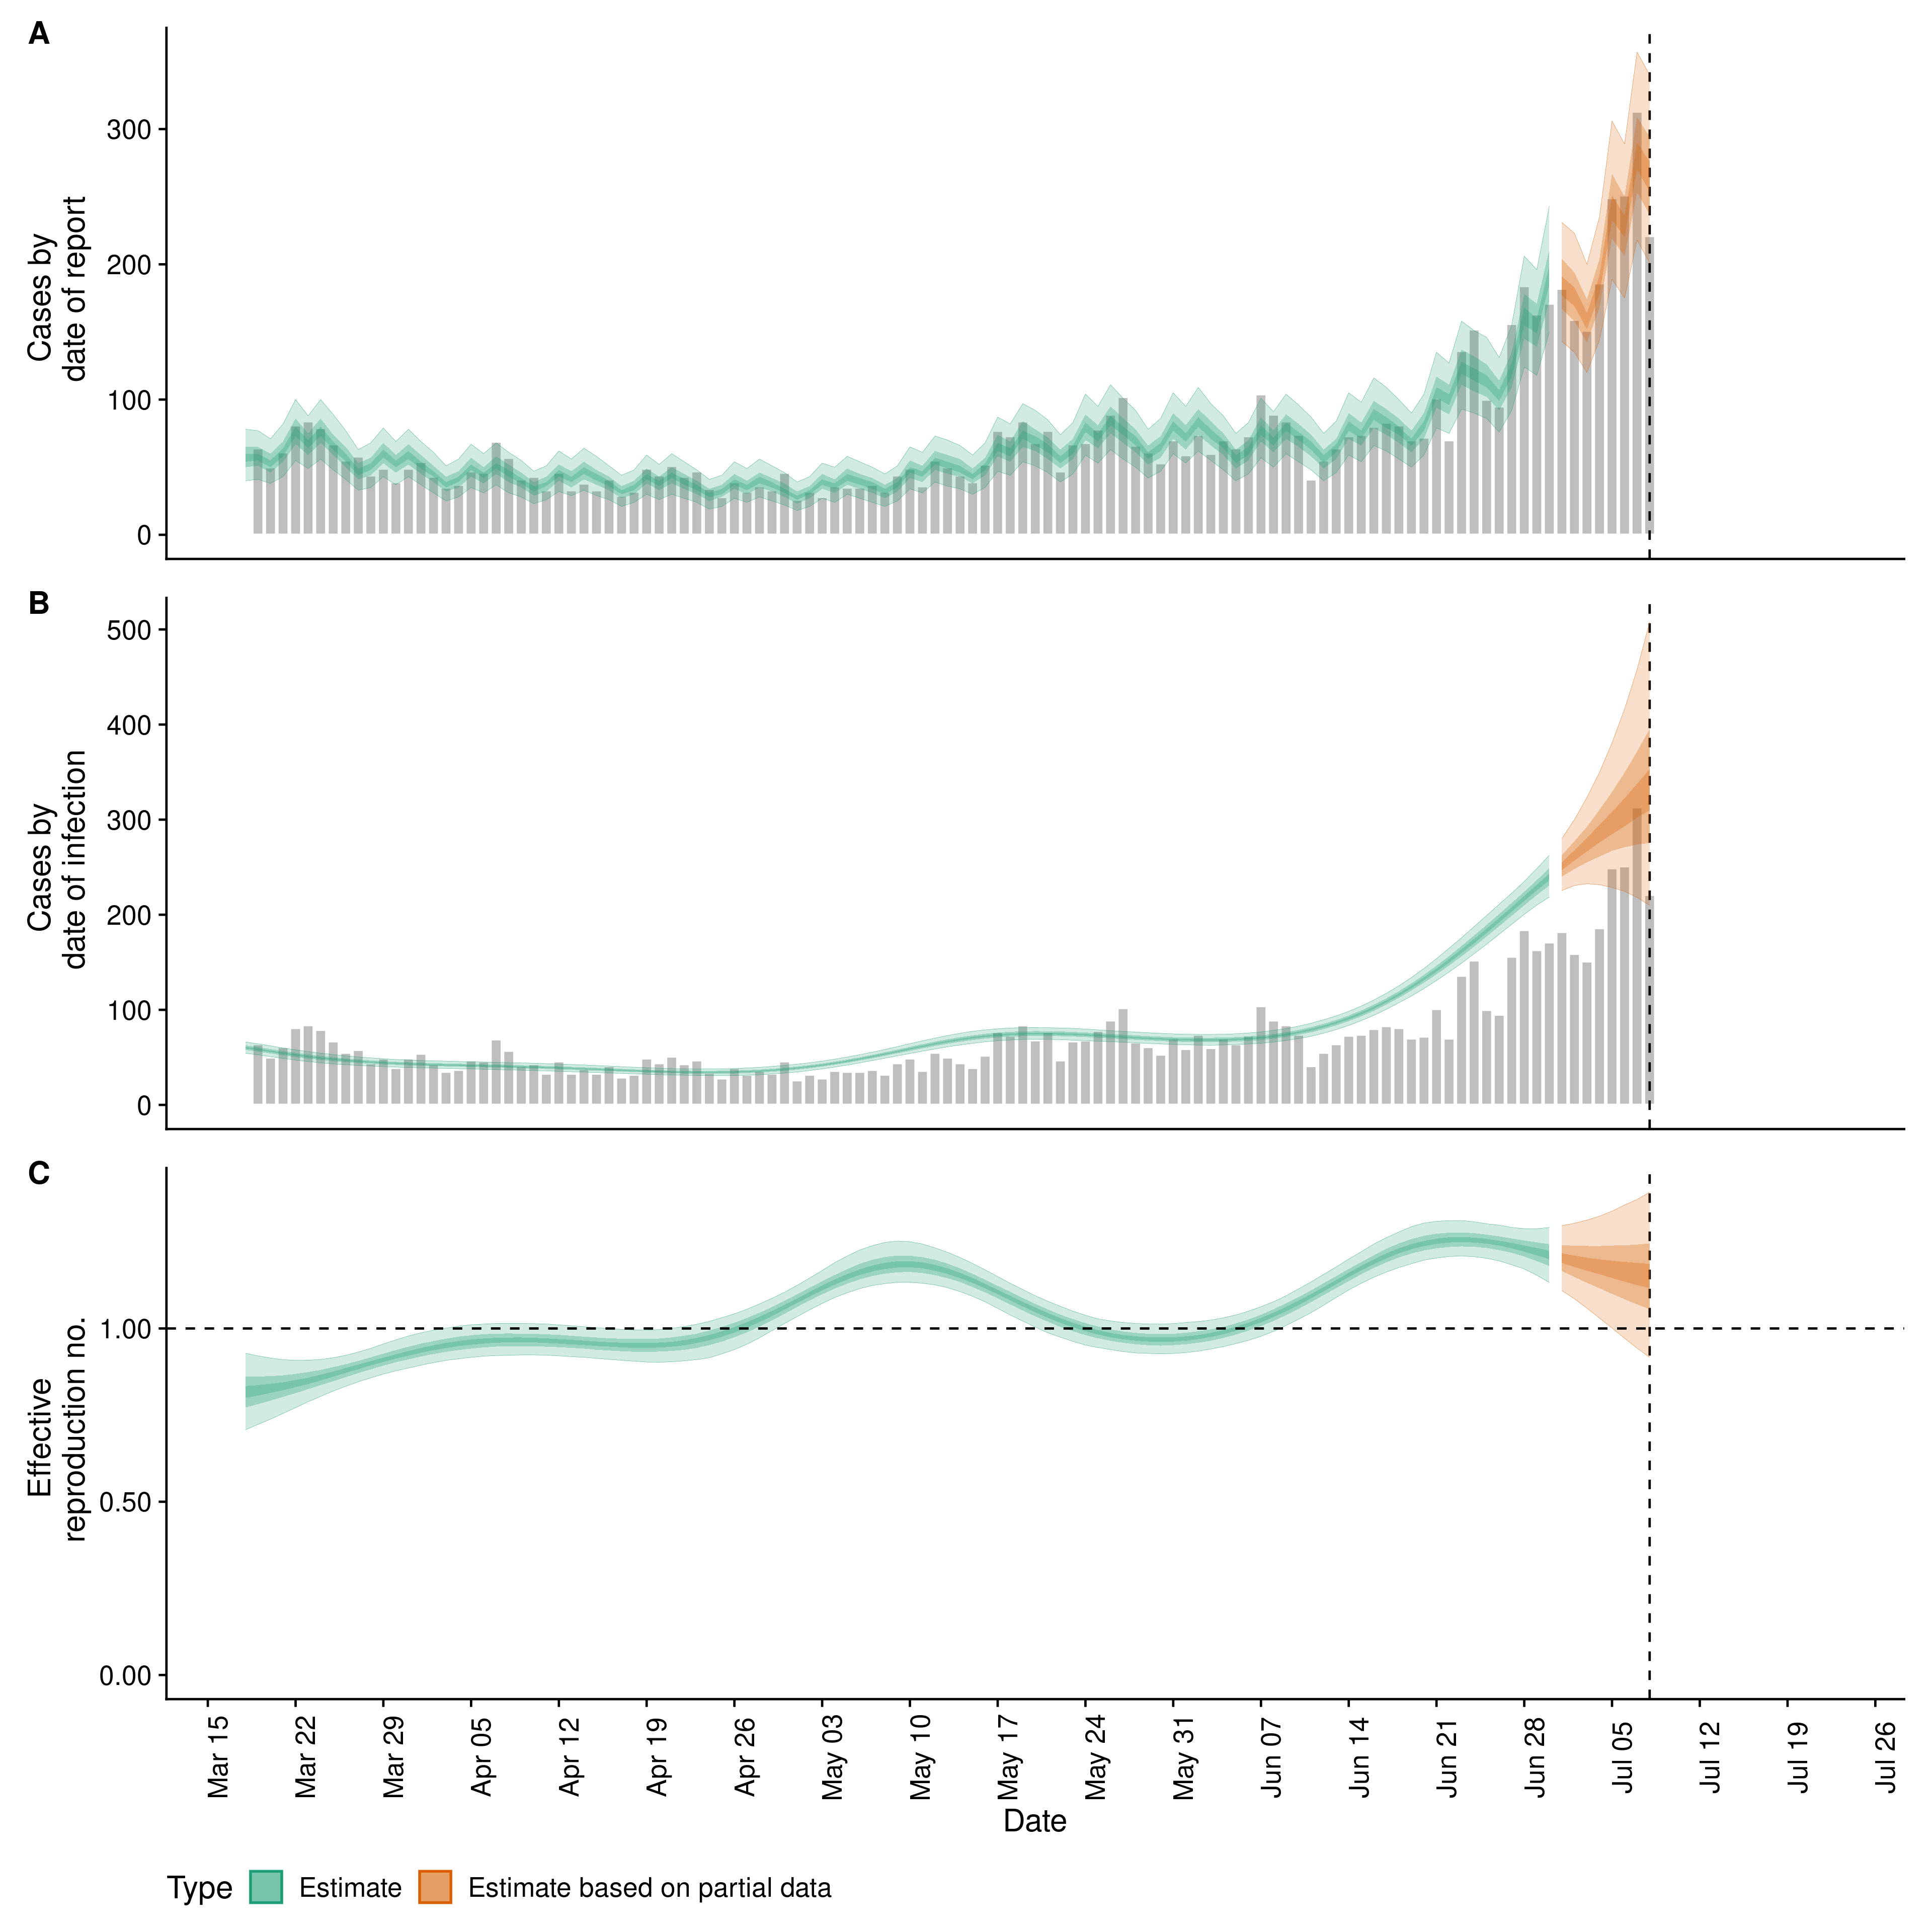 A
Cases by
date of report
300
200
100
0
B
Cases by
date of infection
500
400
300
200
100
0
C
Effective
reproduction no.
1.00
0.50
0.00
Mar 15
Mar 22
Mar 29
Apr 05
Apr 12
Apr 19
Apr 26
May 03
May 10
May 17
May 24
May 31
Jun 07
Jun 14
Jun 21
Jun 28
Jul 05
Jul 12
Jul 19
Jul 26
Date
Type Estimate Estimate based on partial data